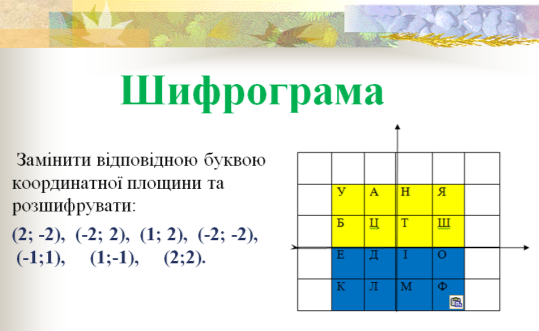 Шифрограма
Замінити відповідною буквою
координатної площини та
розшифрувати:
(2; -2), (-2; 2), (1; 2), (-2; -2),
(-1;1), (1;-1), (2;2).
У А Н Я
Б Ц Т Ш
Е Д І О
К Л М Ф